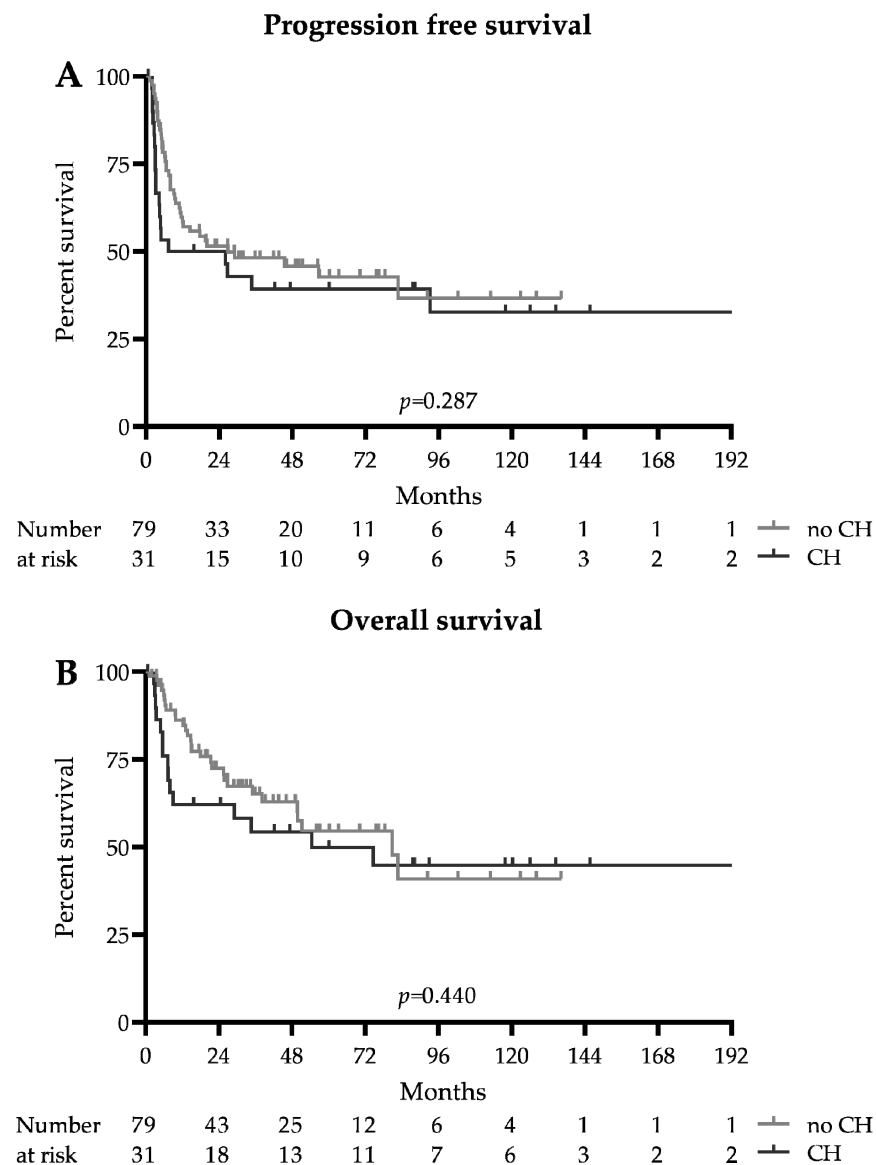 Progression free survival
A
100
75
50
25
0
Percent survival
p=0.287
0 24 48 72 96 120 144 168 192
Months
Number 79 33 20 11 6 4 1 1 1 no CH
at risk 31 15 10 9 6 5 3 2 2 CH
Overall survival
B
100
75
50
25
0
Percent survival
p=0.440
0 24 48 72 96 120 144 168 192
Months
Number 79 43 25 12 6 4 1 1 1 no CH
at risk 31 18 13 11 7 6 3 2 2 CH